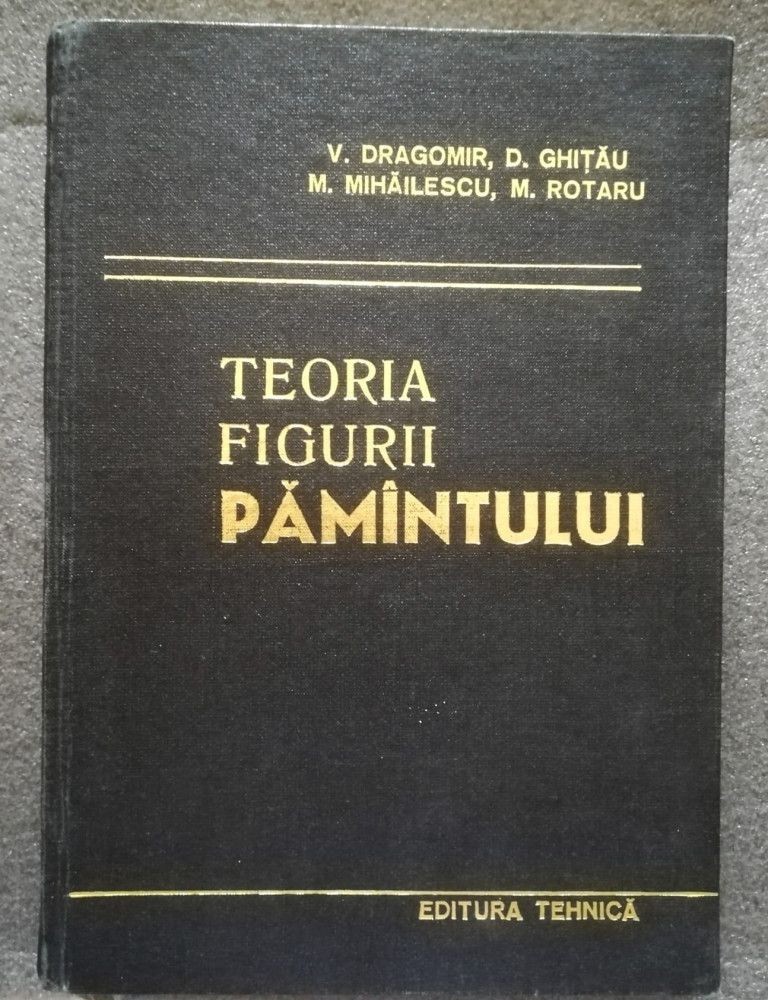 V. DRAGOMIR, D. GHIȚĂU
M. MIHĂILESCU, M. ROTARU
TEORIA
FIGURII
PĂMÎNTULUI
EDITURA TEHNICĂ